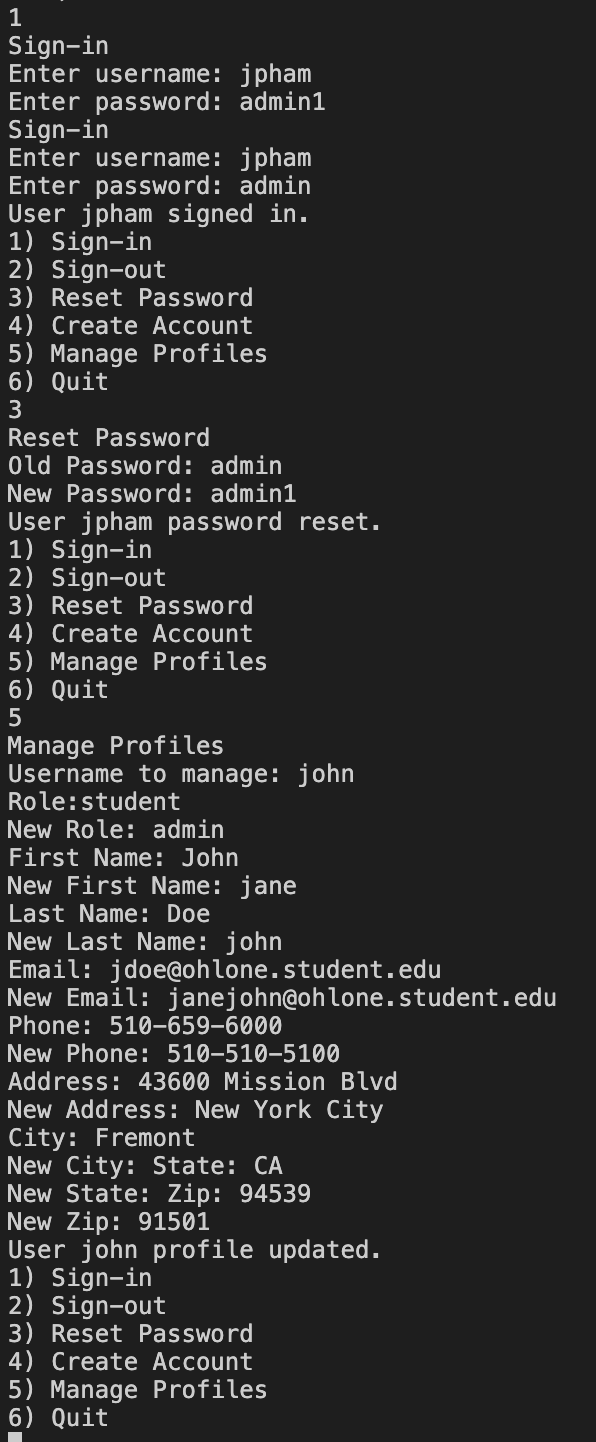 1
Sign-in
Enter username: jpham
Enter password: admin1
Sign-in
Enter username: jpham
Enter password: admin
User jpham signed in.
1) Sign-in
2) Sign-out
3) Reset Password
4) Create Account
5) Manage Profiles
6) Quit
3
Reset Password
Old Password: admin
New Password: admin1
User jpham password reset.
1) Sign-in
2) Sign-out
3) Reset Password
4) Create Account
5) Manage Profiles
6) Quit
5
Manage Profiles
Username to manage: john
Role:student
New Role: admin
First Name: John
New First Name: jane
Last Name: Doe
New Last Name: john
Email: jdoe@ohlone.student.edu
New Email: janejohn@ohlone.student.edu
Phone: 510-659-6000
New Phone: 510-510-5100
Address: 43600 Mission Blvd
New Address: New York City
City: Fremont
New City: State: CA
New State: Zip: 94539
New Zip: 91501
User john profile updated.
1) Sign-in
2) Sign-out
3) Reset Password
4) Create Account
5) Manage Profiles
6) Quit